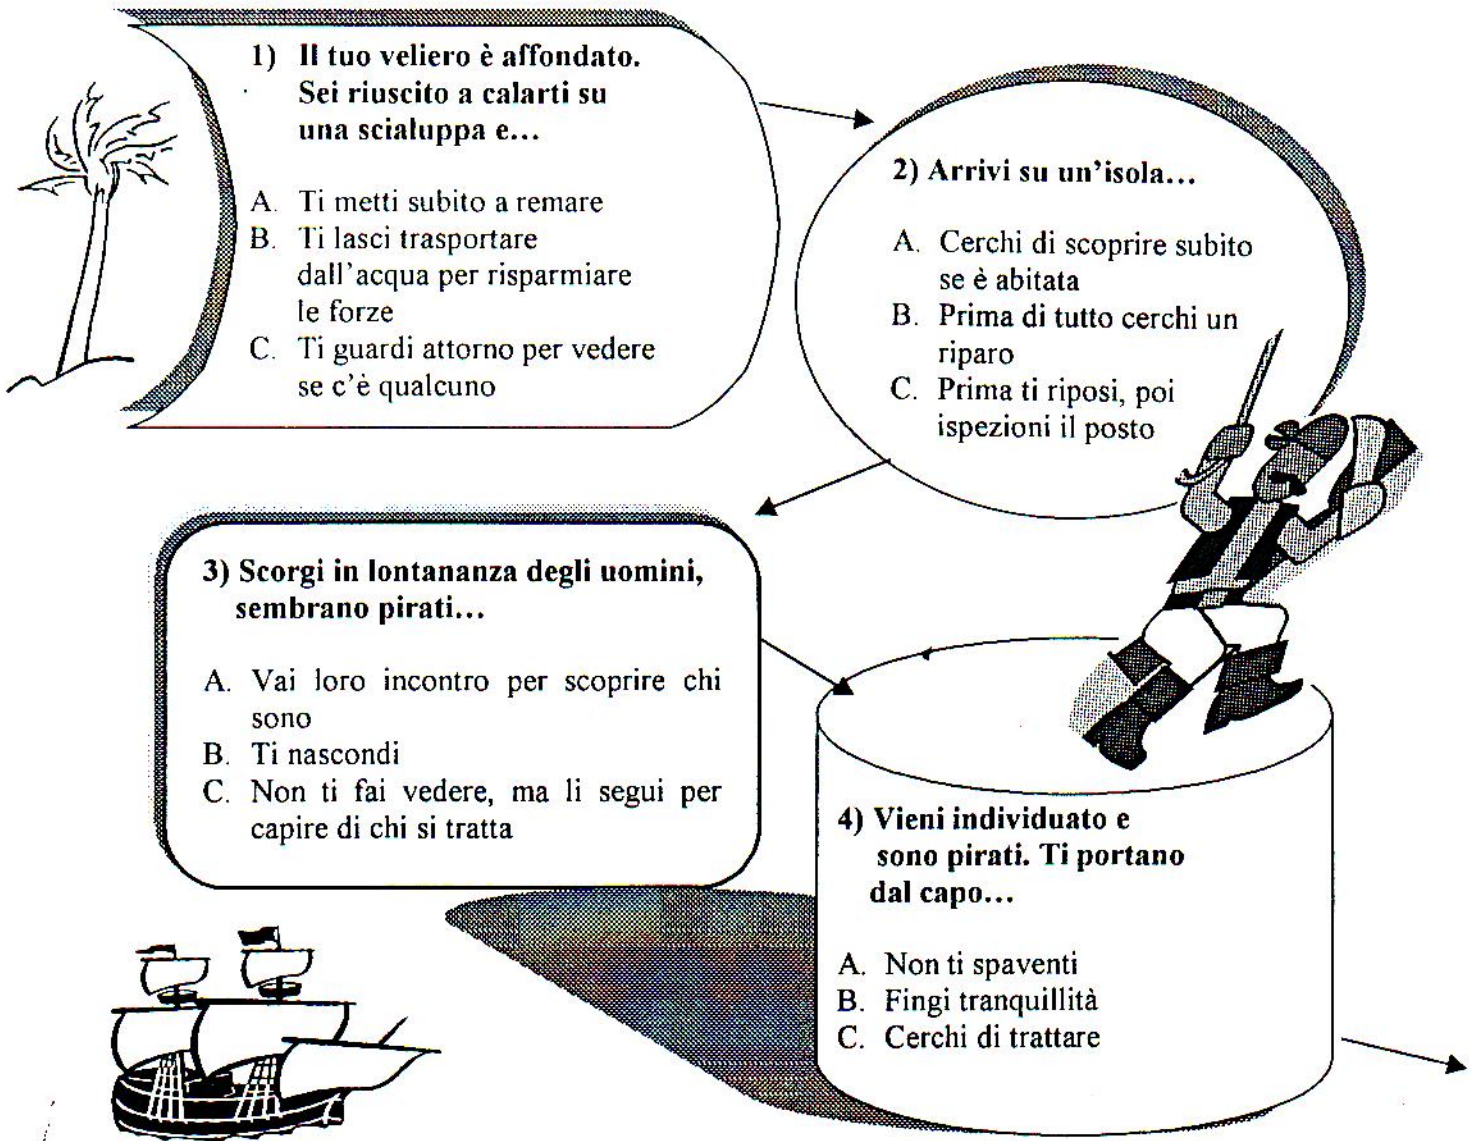 1) Il tuo veliero è affondato.
Sei riuscito a calarti su
una scialuppa e...
A. Ti metti subito a remare
B. Ti lasci trasportare
dall'acqua per risparmiare
le forze
C. Ti guardi attorno per vedere
se c'è qualcuno
2) Arrivi su un'isola...
A. Cerchi di scoprire subito
se è abitata
B. Prima di tutto cerchi un
riparo
C. Prima ti riposi, poi
ispezioni il posto
3) Scorgi in lontananza degli uomini,
sembrano pirati...
A. Vai loro incontro per scoprire chi
sono
B. Ti nascondi
C. Non ti fai vedere, ma li segui per
capire di chi si tratta
4) Vieni individuato e
sono pirati. Ti portano
dal capo...
A. Non ti spaventi
B. Fingi tranquillità
C. Cerchi di trattare